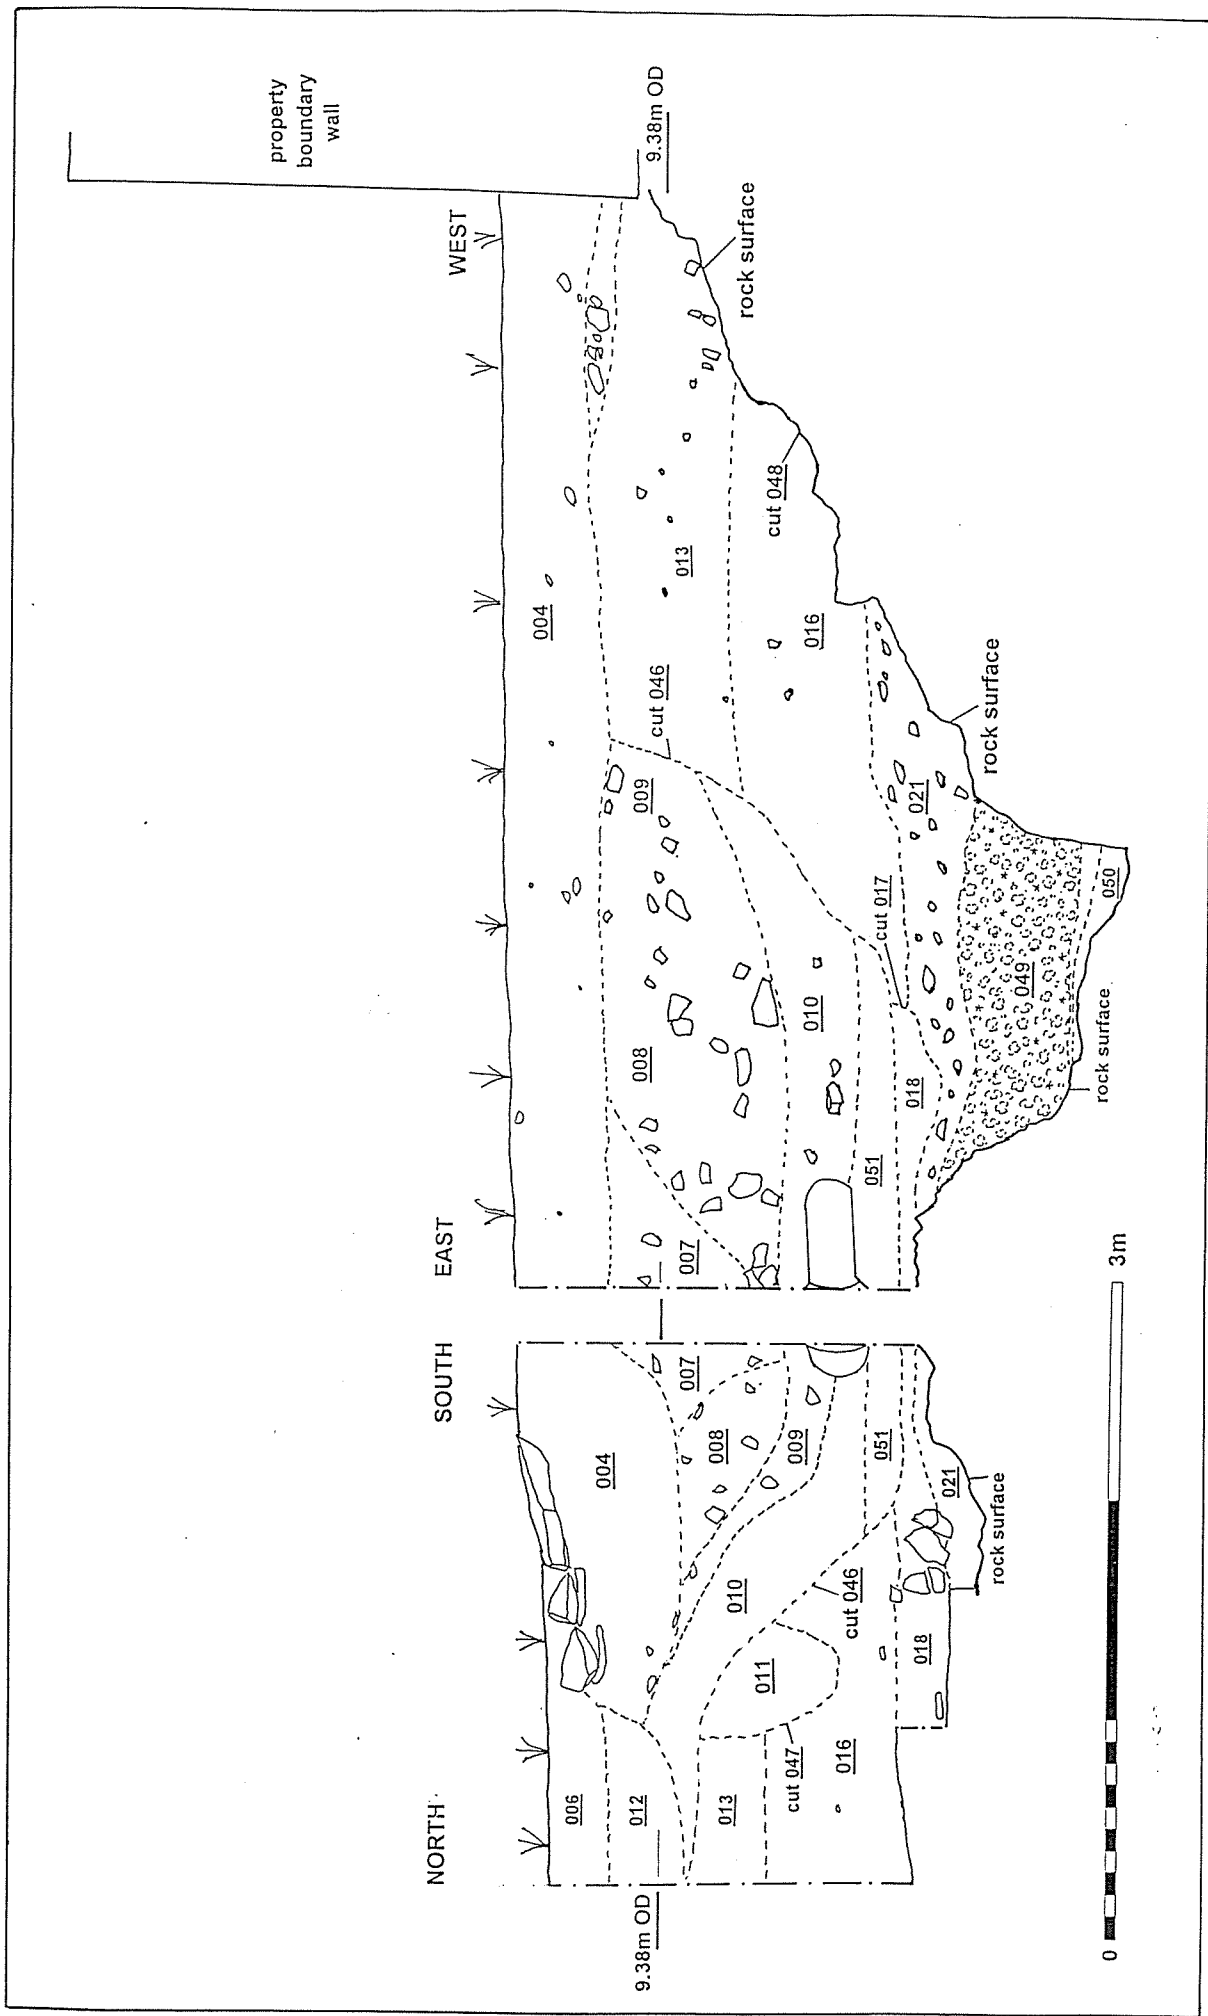 NORTH
SOUTH
EAST
WEST
property
boundary
wall
9.38m OD
9.38m OD
006
012
013
016
cut 047
011
010
cut 046
004
008
009
007
051
018
021
rock surface
004
007
008
009
cut 046
013
010
016
cut 048
051
018
cut 017
021
049
050
rock surface
rock surface
rock surface
0
3m